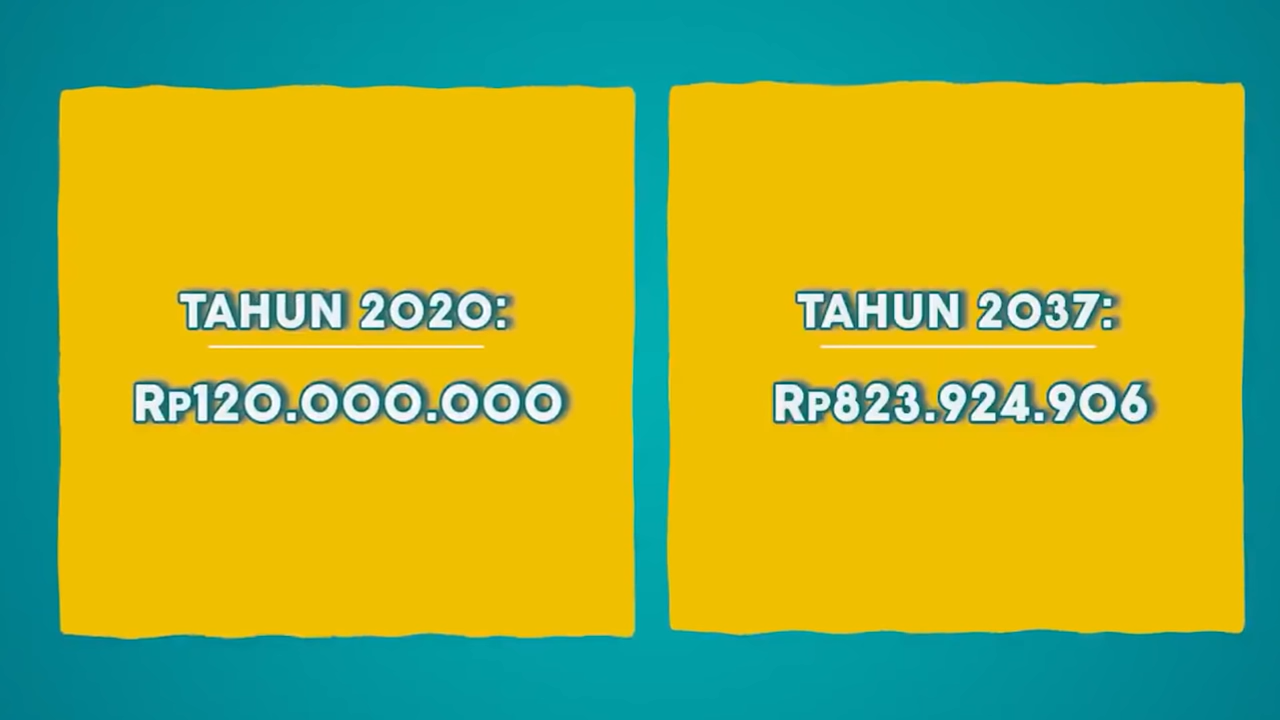 TAHUN 2020:
Rp120.000.000
TAHUN 2037:
Rp823.924.906